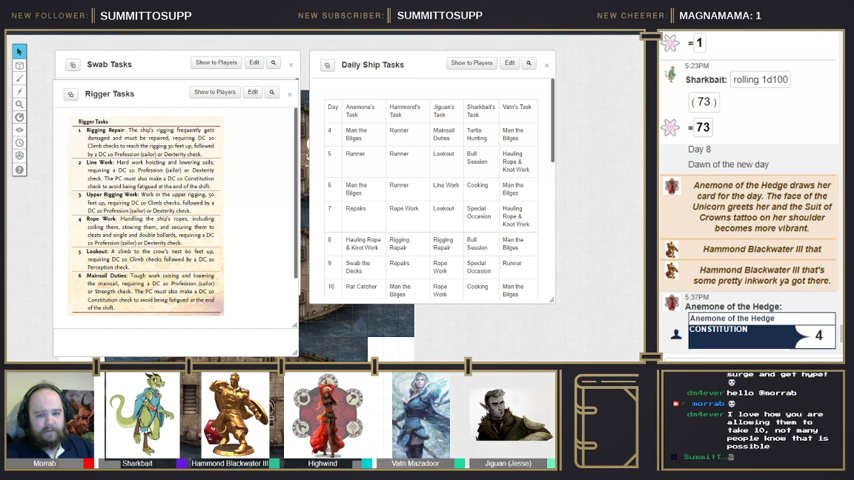 NEW FOLLOWER: SUMMITTOSUPP
NEW SUBSCRIBER: SUMMITTOSUPP
NEW CHEERER: MAGNAMAMA: 1
Swab Tasks
Show to Players
Edit
Rigger Tasks
Show to Players
Edit
Rigger Tasks
1 Rigging Repair: The ship's rigging frequently gets
damaged and must be repaired, requiring DC 10
Climb checks to reach the rigging 30 feet up, followed
by a DC 10 Profession (sailor) or Dexterity check.
2 Line Work: Hard work hoisting and lowering sails,
requiring a DC 10 Profession (sailor) or Dexterity
check. The PC must also make a DC 10 Constitution
check to avoid being fatigued at the end of the shift.
3 Upper Rigging Work: Work in the upper rigging, 50
feet up, requiring DC 10 Climb checks, followed by a
DC 10 Profession (sailor) or Dexterity check.
4 Rope Work: Handling the ship's ropes, including
coiling them, stowing them, and securing them to
cleats and single and double bollards, requiring a DC
10 Profession (sailor) or Dexterity check.
5 Lookout: A climb to the crow's nest 60 feet up,
requiring DC 10 Climb checks followed by a DC 10
Perception check.
6 Mainsail Duties: Tough work raising and lowering
the mainsail, requiring a DC 10 Profession (sailor)
or Strength check. The PC must also make a DC 10
Constitution check to avoid being fatigued at the end
of the shift.
Daily Ship Tasks
Show to Players
Edit
Day Anemone's Task Hammond's Task Jiguan's Task Sharkbait's Task Vatn Task
4 Man the Bilges Runner Mainsail Duties Turtle Hunting Man the Bilges
5 Runner Runner Lookout Bull Session Hauling Rope & Knot Work
6 Man the Bilges Runner Line Work Cooking Man the Bilges
7 Repairs Rope Work Lookout Special Occasion Hauling Rope & Knot Work
8 Hauling Rope & Knot Work Rigging Repair Rigging Repair Bull Session Man the Bilges
9 Swab the Decks Repairs Rope Work Special Occasion Runner
10 Rat Catcher Man the Bilges Rope Work Cooking Man the Bilges
= 1
5:23PM
Sharkbait: rolling 1d100
( 73 )
= 73
Day 8
Dawn of the new day
Anemone of the Hedge draws her
card for the day. The face of the
Unicorn greets her and the Suit of
Crowns tattoo on her shoulder
becomes more vibrant.
Hammond Blackwater III that
Hammond Blackwater III that's
some pretty inkwork ya got there.
5:37PM
Anemone of the Hedge:
Anemone of the Hedge
CONSTITUTION
4
surge and get hype!
dm4ever hello @morrab
morrab
dm4ever I love how you are
allowing them to
take 10, not many
people know that is
possible
Morrab
Sharkbait
Hammond Blackwater III
Highwind
Vatn Mazadoor
Jiguan (Jesse)